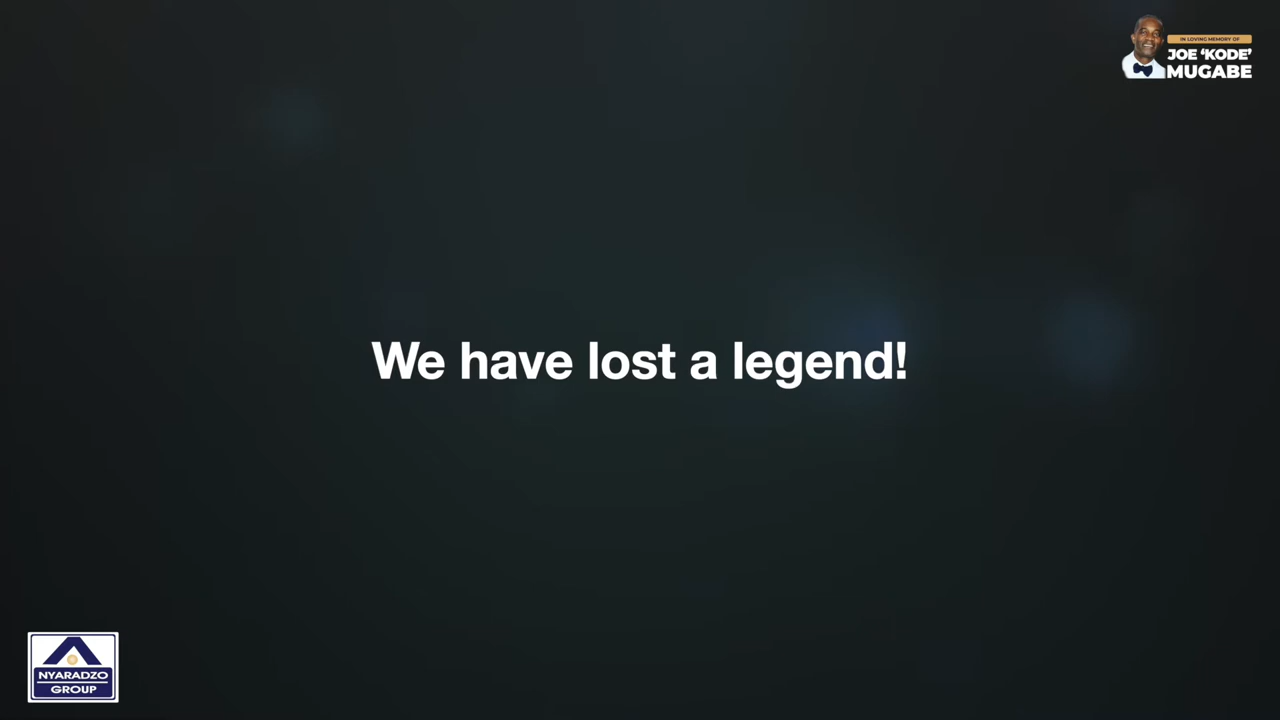 IN LOVING MEMORY OF
JOE ‘KODE’
MUGABE
We have lost a legend!
NYARADZO
GROUP